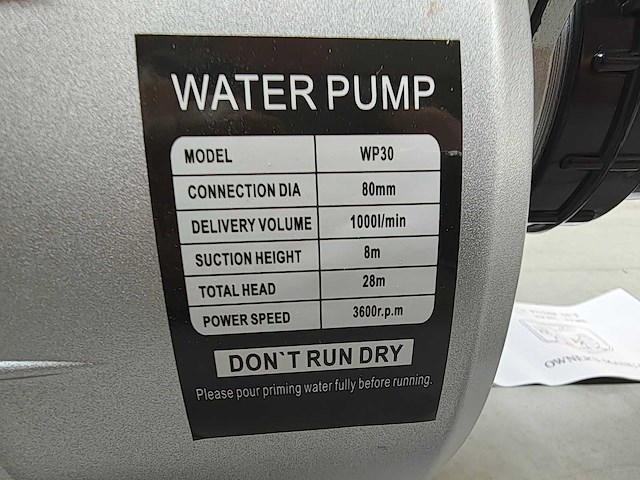 WATER PUMP
MODEL WP30
CONNECTION DIA 80mm
DELIVERY VOLUME 1000l/min
SUCTION HEIGHT 8m
TOTAL HEAD 28m
POWER SPEED 3600r.p.m
DON`T RUN DRY
Please pour priming water fully before running.